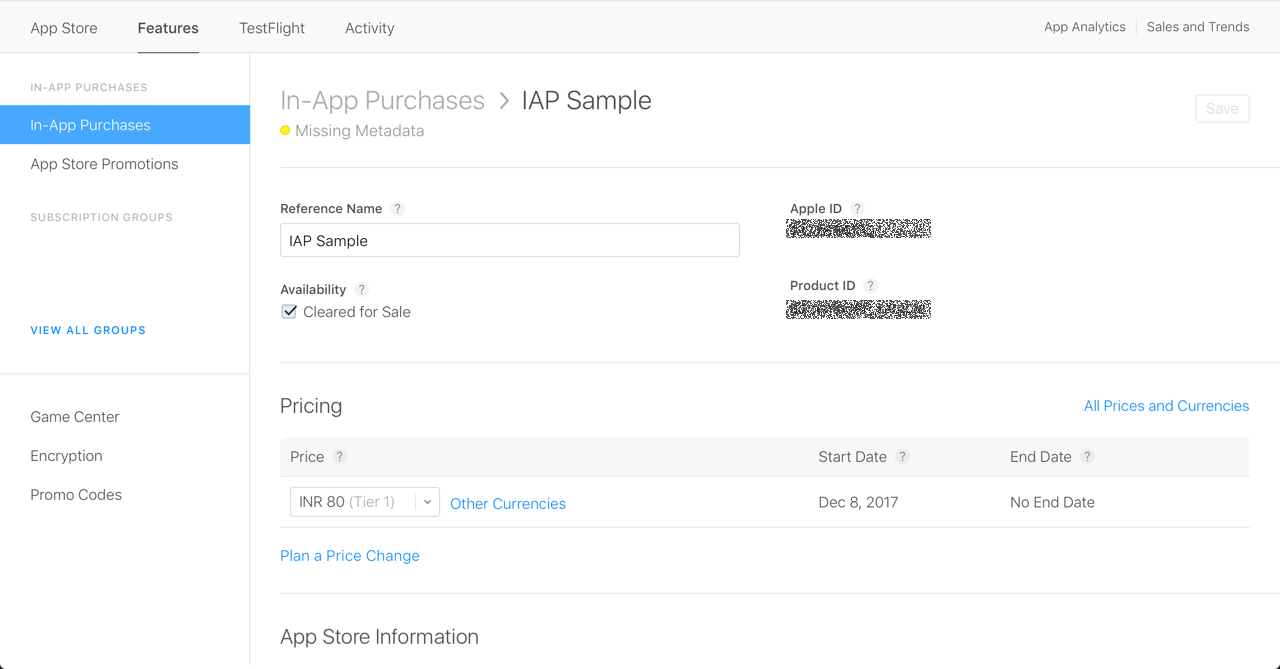 App Store Features TestFlight Activity App Analytics Sales and Trends
IN-APP PURCHASES
In-App Purchases
App Store Promotions
SUBSCRIPTION GROUPS
VIEW ALL GROUPS
Game Center
Encryption
Promo Codes
In-App Purchases > IAP Sample
Save
Missing Metadata
Reference Name ?
IAP Sample
Apple ID ?
Availability ?
Cleared for Sale
Product ID ?
Pricing
All Prices and Currencies
Price ? Start Date ? End Date ?
INR 80 (Tier 1) Other Currencies Dec 8, 2017 No End Date
Plan a Price Change
App Store Information